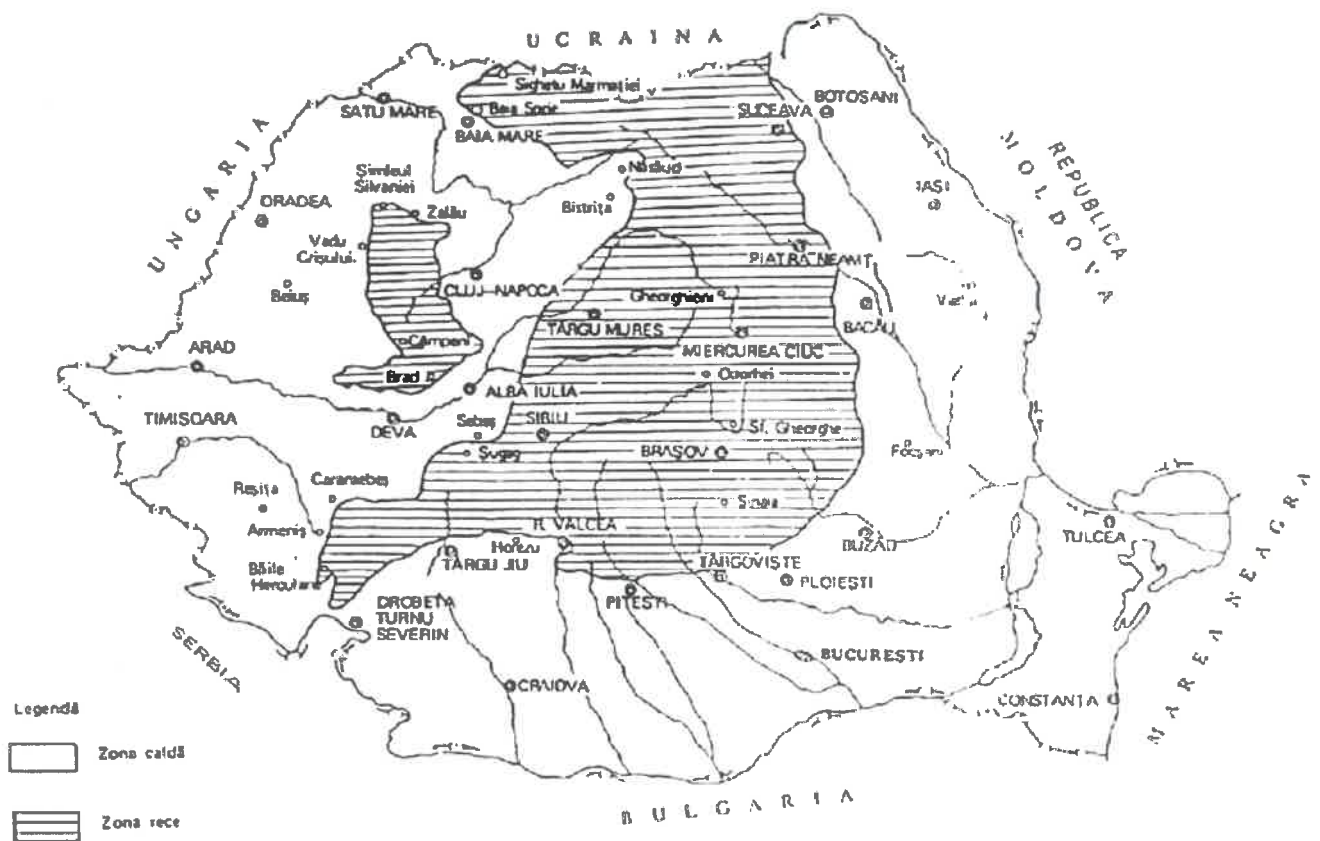 UCRAINA
Sighetu Marmației
SATU MARE
Baia Sprie
BAIA MARE
SUCEAVA
BOTOȘANI
REPUBLICA
MOLDOVA
UNGARIA
Șimleul
Silvaniei
Zalău
Năsăud
Bistrița
IAȘI
ORADEA
Vadu
Crișului
Beiuș
CLUJ-NAPOCA
PIATRA NEAMȚ
Gheorghieni
TÂRGU MUREȘ
BACĂU
MIERCUREA CIUC
Câmpeni
ARAD
Brad
ALBA IULIA
TIMIȘOARA
DEVA
Sebeș
SIBIU
Sf. Gheorghe
Șugag
BRAȘOV
Focșani
Caransebeș
Reșița
Armeniș
Sinaia
R. VALCEA
Horezu
TÂRGU JIU
BUZĂU
TULCEA
Băile
Herculane
TÂRGOVIȘTE
PLOIEȘTI
PITEȘTI
DROBETA
TURNU
SEVERIN
SERBIA
BUCUREȘTI
CRAIOVA
CONSTANȚA
MAREA NEAGRA
BULGARIA
Legendă
Zona caldă
Zona rece